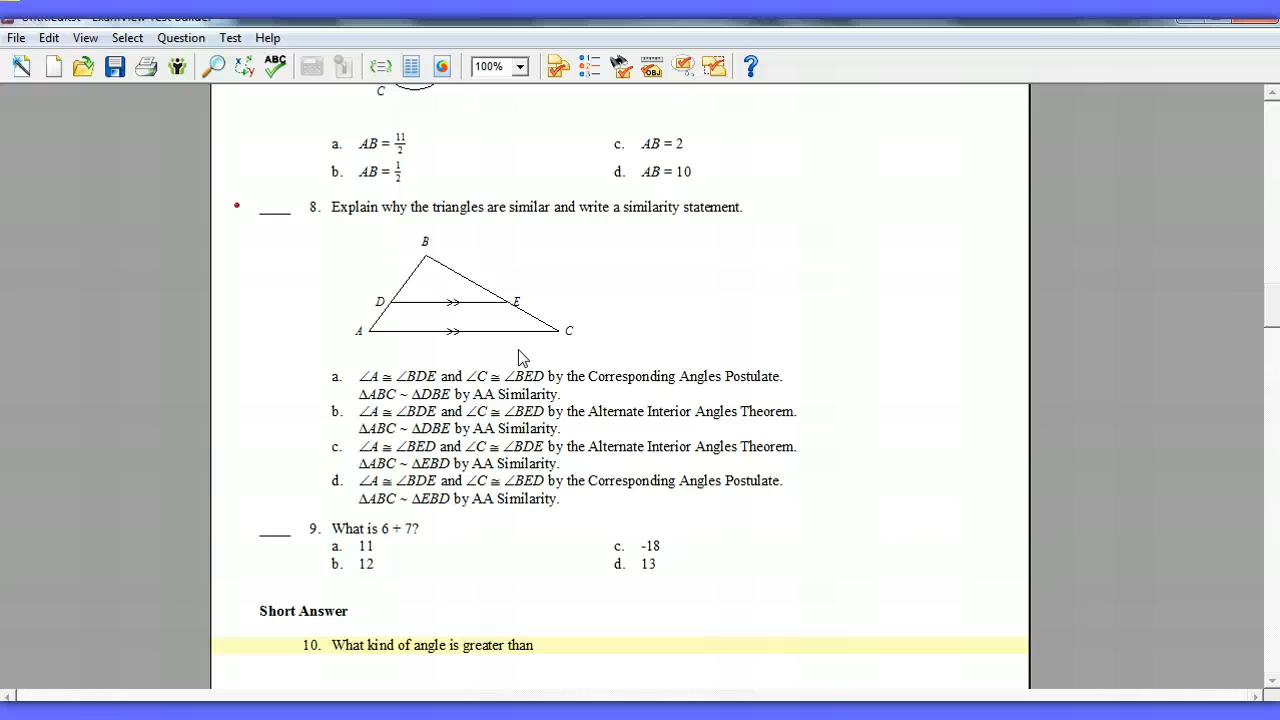 File Edit View Select Question Test Help
ABC
100%
OBJ
?
C
a. AB = 11/2 c. AB = 2
b. AB = 1/2 d. AB = 10
____ 8. Explain why the triangles are similar and write a similarity statement.
B
D >> E
A >> C
a. ∠A ≅ ∠BDE and ∠C ≅ ∠BED by the Corresponding Angles Postulate.
ΔABC ~ ΔDBE by AA Similarity.
b. ∠A ≅ ∠BDE and ∠C ≅ ∠BED by the Alternate Interior Angles Theorem.
ΔABC ~ ΔDBE by AA Similarity.
c. ∠A ≅ ∠BED and ∠C ≅ ∠BDE by the Alternate Interior Angles Theorem.
ΔABC ~ ΔEBD by AA Similarity.
d. ∠A ≅ ∠BDE and ∠C ≅ ∠BED by the Corresponding Angles Postulate.
ΔABC ~ ΔEBD by AA Similarity.
____ 9. What is 6 + 7?
a. 11 c. -18
b. 12 d. 13
Short Answer
10. What kind of angle is greater than